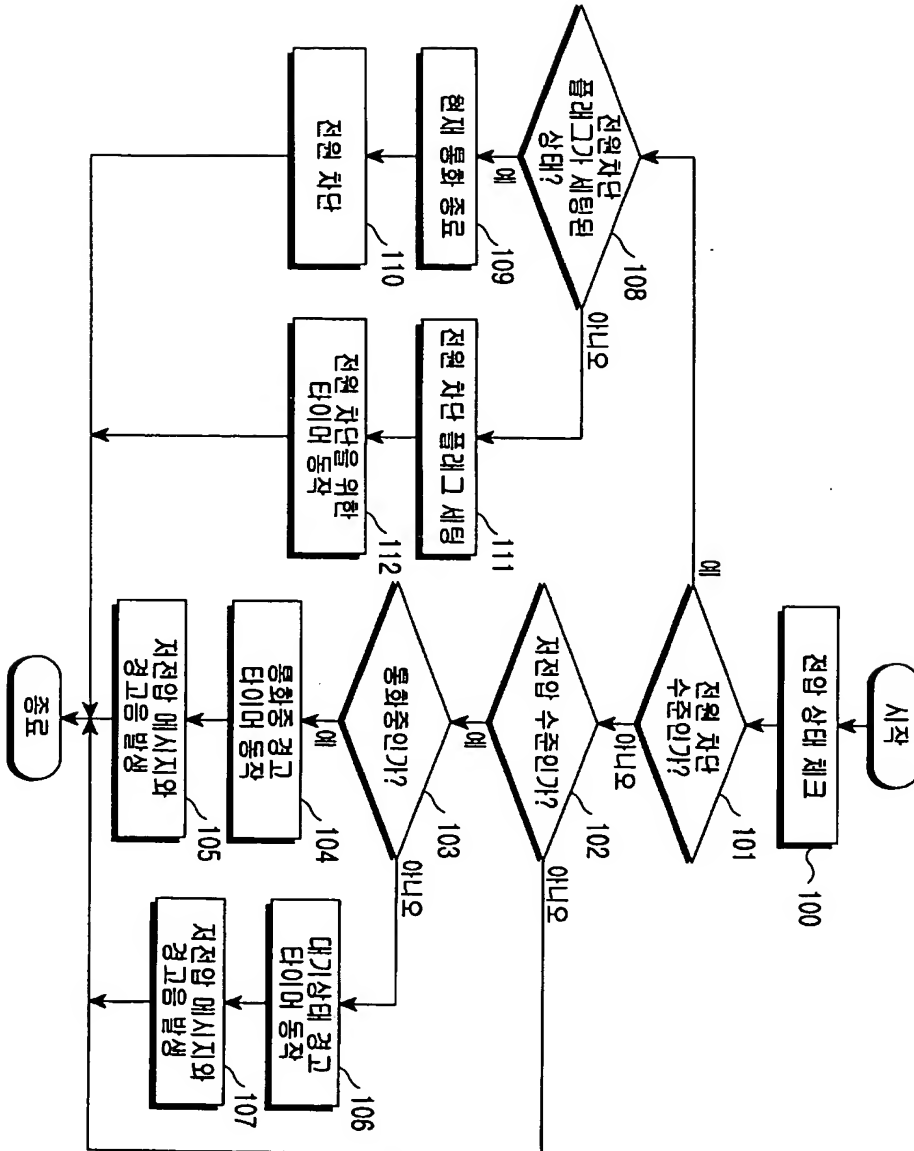 시작
전압 상태 체크
100
전원 차단
수준인가?
101
예
아니오
저전압 수준인가?
102
예
아니오
통화중인가?
103
예
아니오
통화중 경고
타이머 동작
104
저전압 메시지와
경고음 발생
105
대기상태 경고
타이머 동작
106
저전압 메시지와
경고음 발생
107
전원차단
플래그가 세팅된
상태?
108
예
아니오
현재 통화 종료
109
전원 차단
110
전원 차단 플래그 세팅
111
전원 차단을 위한
타이머 동작
112
종료